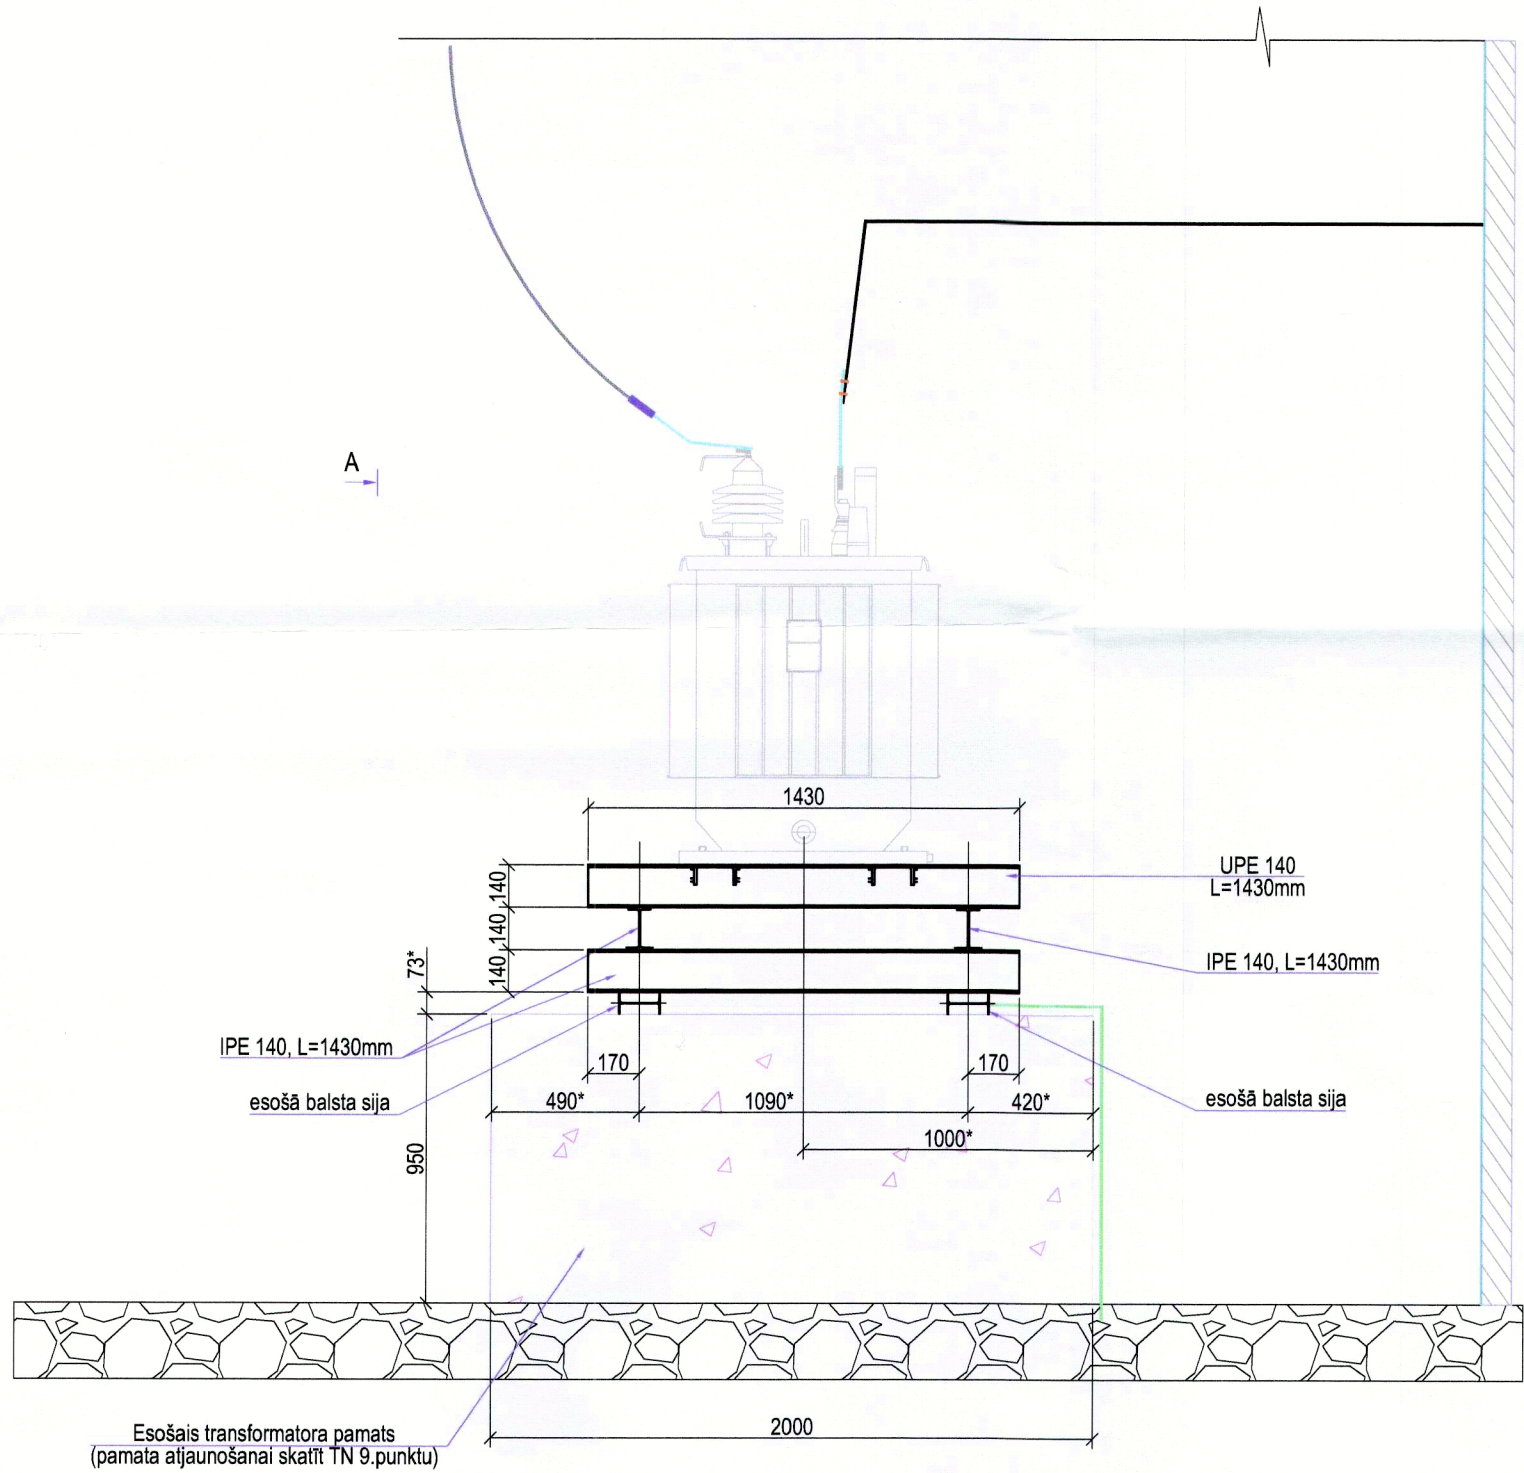 A
1430
140
140
140
73*
UPE 140
L=1430mm
IPE 140, L=1430mm
IPE 140, L=1430mm
esošā balsta sija
170
170
esošā balsta sija
490*
1090*
420*
1000*
950
2000
Esošais transformatora pamats
(pamata atjaunošanai skatīt TN 9.punktu)